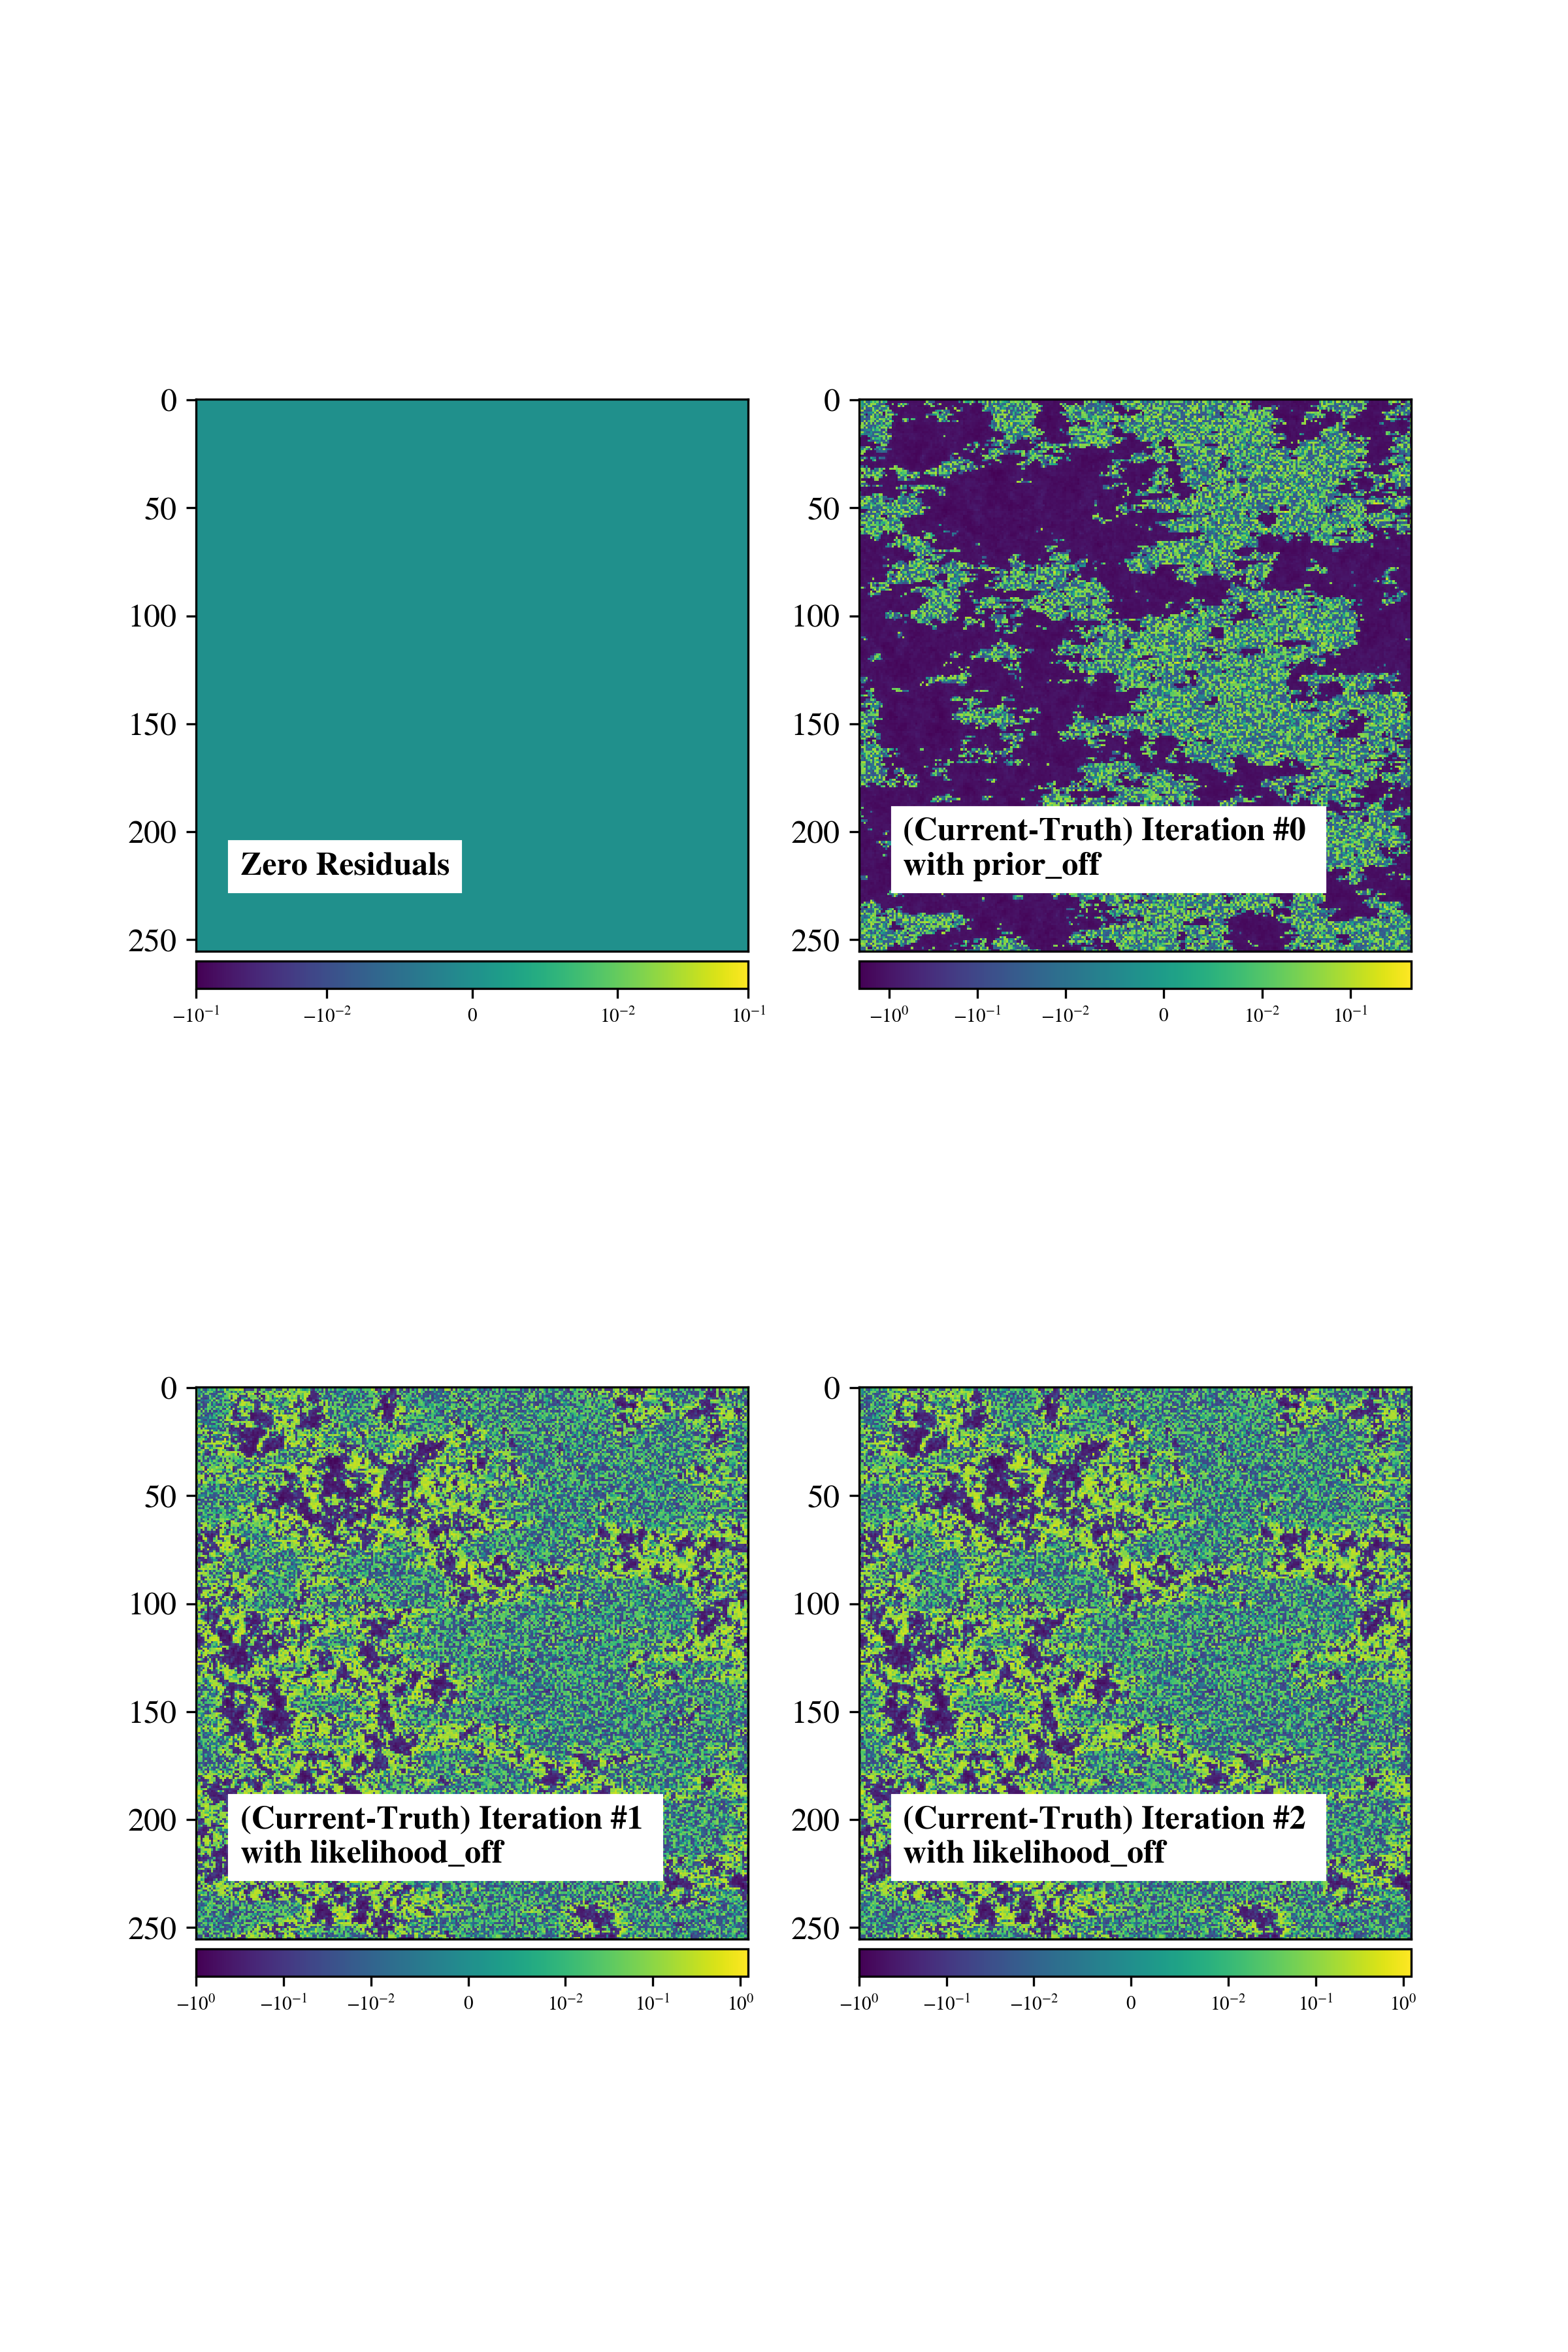 0
50
100
150
200
250
Zero Residuals
−10⁻¹ −10⁻² 0 10⁻² 10⁻¹
0
50
100
150
200
250
(Current-Truth) Iteration #0
with prior_off
−10⁰ −10⁻¹ −10⁻² 0 10⁻² 10⁻¹
0
50
100
150
200
250
(Current-Truth) Iteration #1
with likelihood_off
−10⁰ −10⁻¹ −10⁻² 0 10⁻² 10⁻¹ 10⁰
0
50
100
150
200
250
(Current-Truth) Iteration #2
with likelihood_off
−10⁰ −10⁻¹ −10⁻² 0 10⁻² 10⁻¹ 10⁰